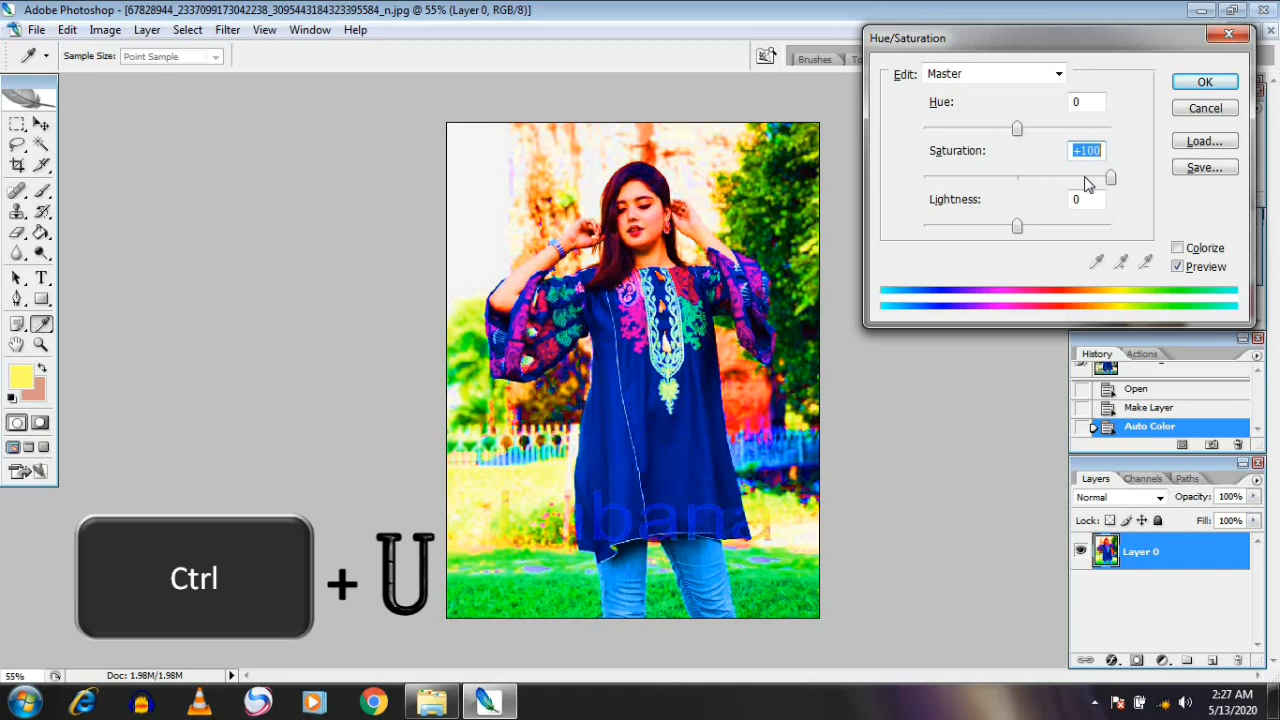 Adobe Photoshop - [67828944_2337099173042238_3095443184323395584_n.jpg @ 55% (Layer 0, RGB/8)]
File Edit Image Layer Select Filter View Window Help
Sample Size: Point Sample
Brushes
Hue/Saturation
Edit: Master
Hue: 0
Saturation: +100
Lightness: 0
OK
Cancel
Load...
Save...
Colorize
Preview
History Actions
Open
Make Layer
Auto Color
Layers Channels Paths
Normal Opacity: 100%
Lock: Fill: 100%
Layer 0
T
Ctrl + U
55% Doc: 1.98M/1.98M
2:27 AM
5/13/2020